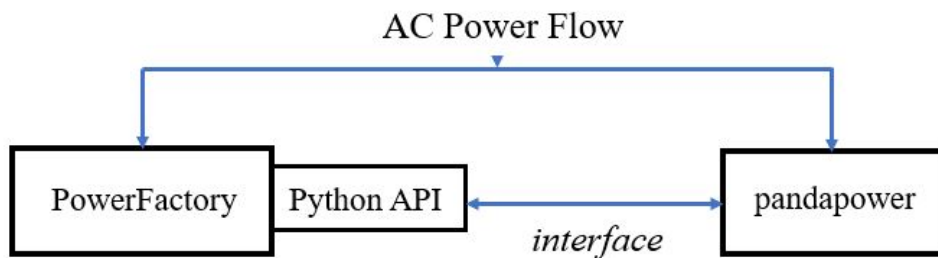 AC Power Flow
PowerFactory
Python API
pandapower
interface